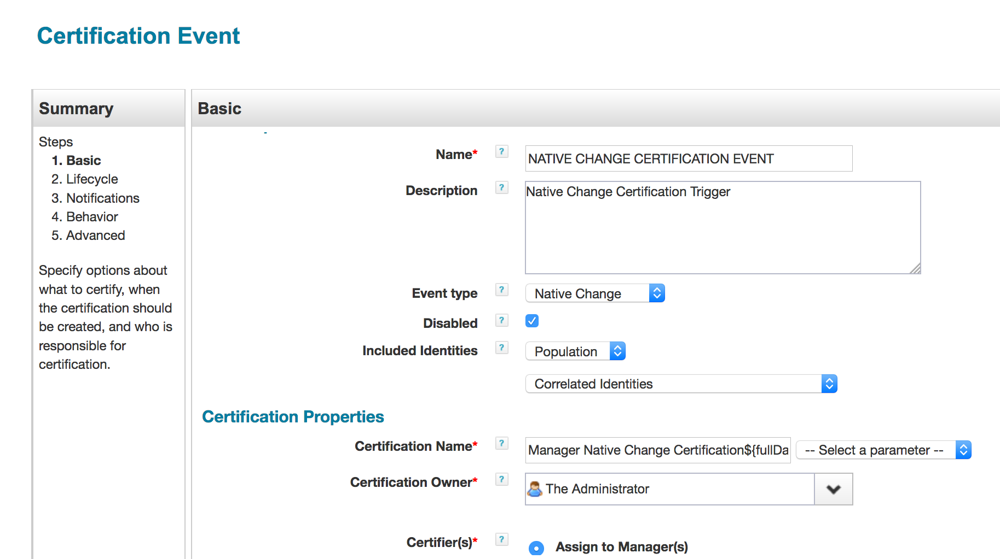 Certification Event
Summary
Steps
1. Basic
2. Lifecycle
3. Notifications
4. Behavior
5. Advanced
Specify options about
what to certify, when
the certification should
be created, and who is
responsible for
certification.
Basic
Name* ? NATIVE CHANGE CERTIFICATION EVENT
Description ? Native Change Certification Trigger
Event type ? Native Change
Disabled ?
Included Identities ? Population
Correlated Identities
Certification Properties
Certification Name* ? Manager Native Change Certification${fullDa -- Select a parameter --
Certification Owner* ? The Administrator
Certifier(s)* ? Assign to Manager(s)